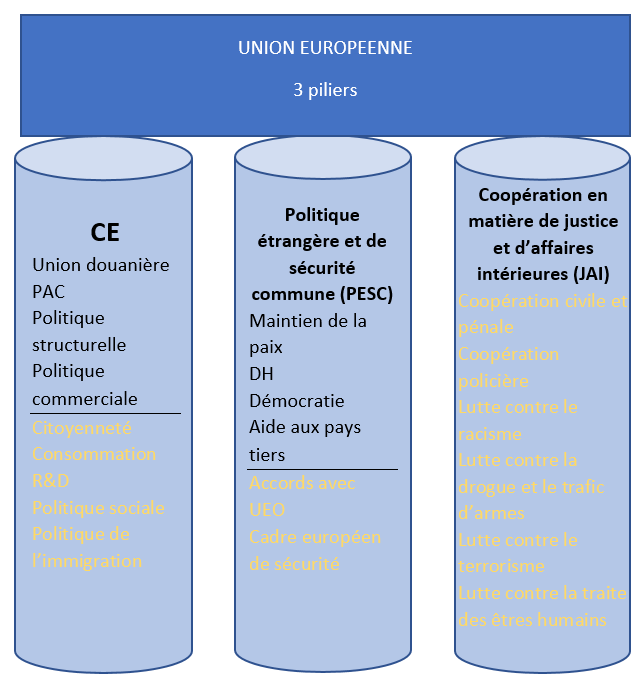 UNION EUROPEENNE
3 piliers
CE
Union douanière
PAC
Politique
structurelle
Politique
commerciale
Citoyenneté
Consommation
R&D
Politique sociale
Politique de
l’immigration
Politique
étrangère et de
sécurité
commune (PESC)
Maintien de la
paix
DH
Démocratie
Aide aux pays
tiers
Accords avec
UEO
Cadre européen
de sécurité
Coopération en
matière de justice
et d’affaires
intérieures (JAI)
Coopération civile et
pénale
Coopération
policière
Lutte contre le
racisme
Lutte contre la
drogue et le trafic
d’armes
Lutte contre le
terrorisme
Lutte contre la traite
des êtres humains